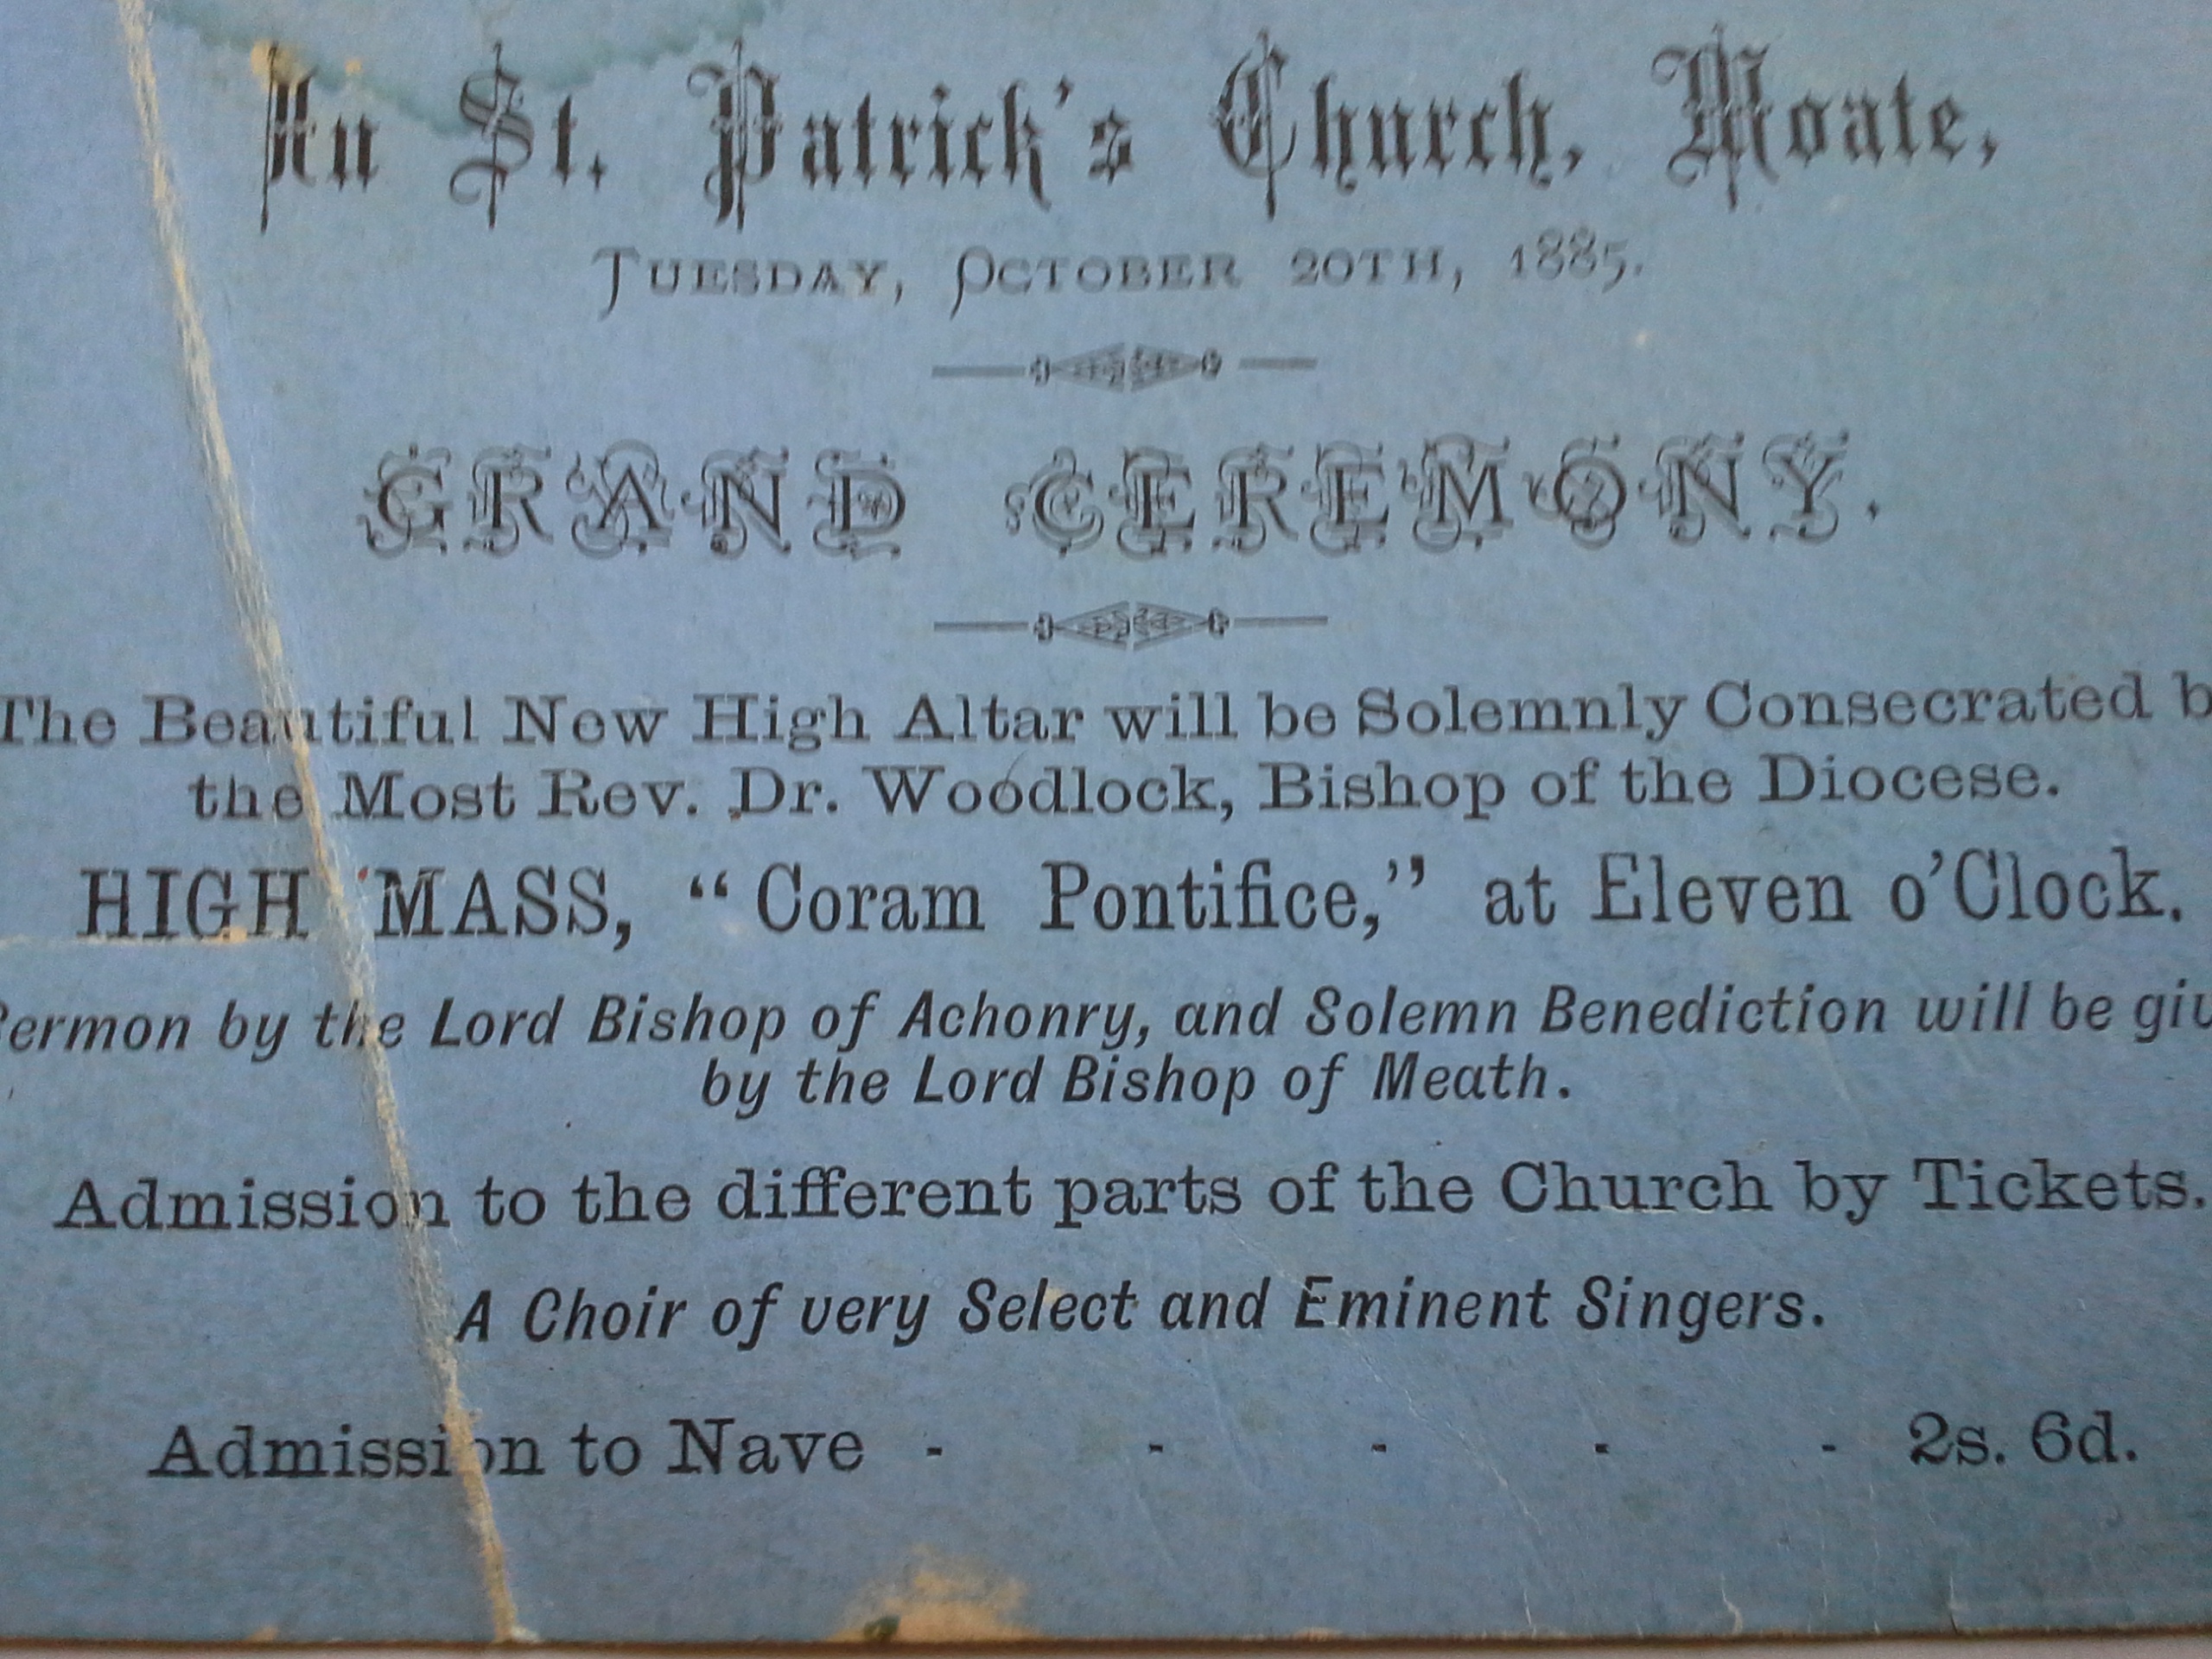 In St. Patrick's Church, Moate,
TUESDAY, OCTOBER 20TH, 1885.
GRAND CEREMONY.
The Beautiful New High Altar will be Solemnly Consecrated b
the Most Rev. Dr. Woodlock, Bishop of the Diocese.
HIGH MASS, “Coram Pontifice,” at Eleven o’Clock.
Sermon by the Lord Bishop of Achonry, and Solemn Benediction will be giv
by the Lord Bishop of Meath.
Admission to the different parts of the Church by Tickets.
A Choir of very Select and Eminent Singers.
Admission to Nave - - - - - 2s. 6d.